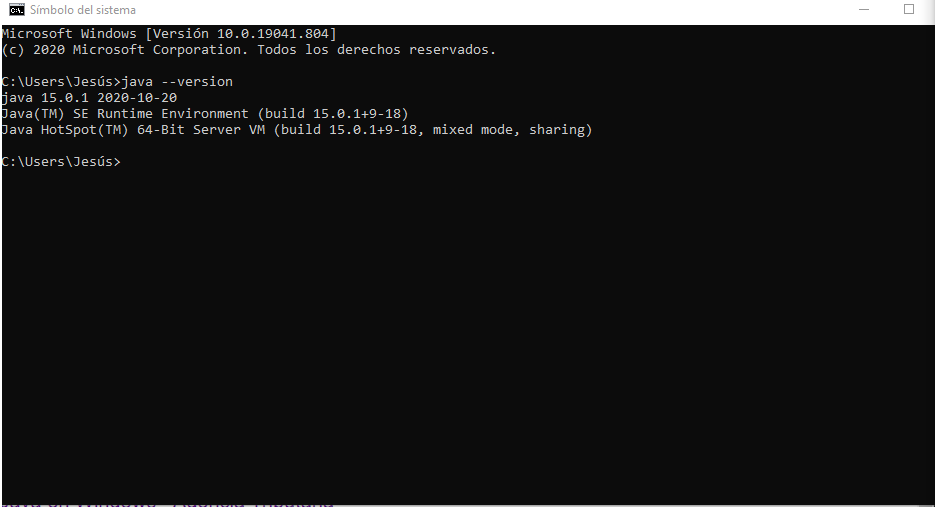 Símbolo del sistema
Microsoft Windows [Versión 10.0.19041.804]
(c) 2020 Microsoft Corporation. Todos los derechos reservados.
C:\Users\Jesús>java --version
java 15.0.1 2020-10-20
Java(TM) SE Runtime Environment (build 15.0.1+9-18)
Java HotSpot(TM) 64-Bit Server VM (build 15.0.1+9-18, mixed mode, sharing)
C:\Users\Jesús>